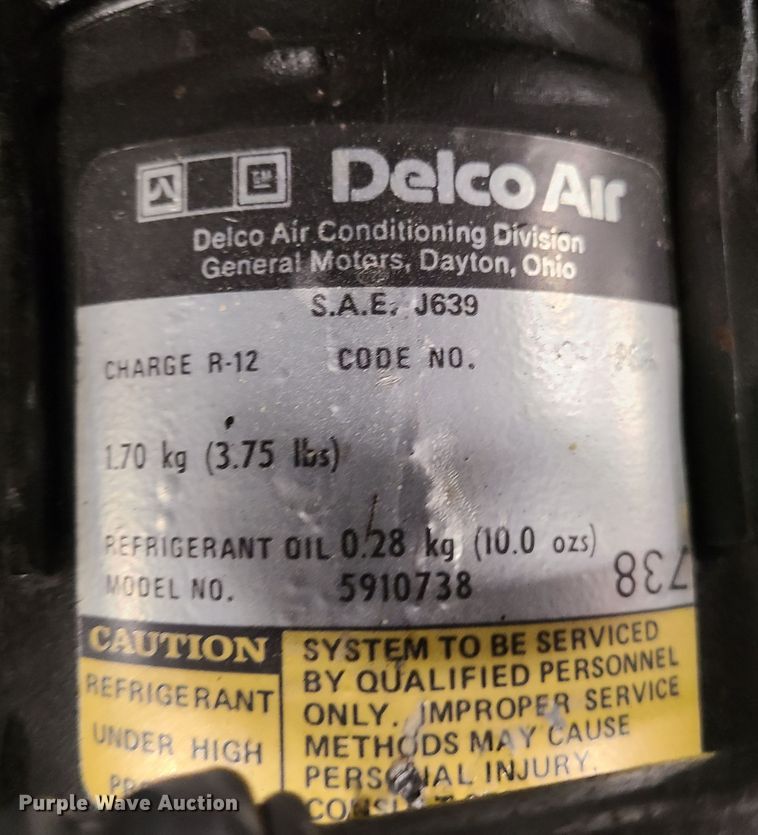 GM
Delco Air
Delco Air Conditioning Division
General Motors, Dayton, Ohio
S.A.E. J639
CHARGE R-12 CODE NO.
1.70 kg (3.75 lbs)
REFRIGERANT OIL 0.28 kg (10.0 ozs)
MODEL NO. 5910738
738
CAUTION
REFRIGERANT
UNDER HIGH
SYSTEM TO BE SERVICED
BY QUALIFIED PERSONNEL
ONLY. IMPROPER SERVICE
METHODS MAY CAUSE
PERSONAL INJURY.
Purple Wave Auction